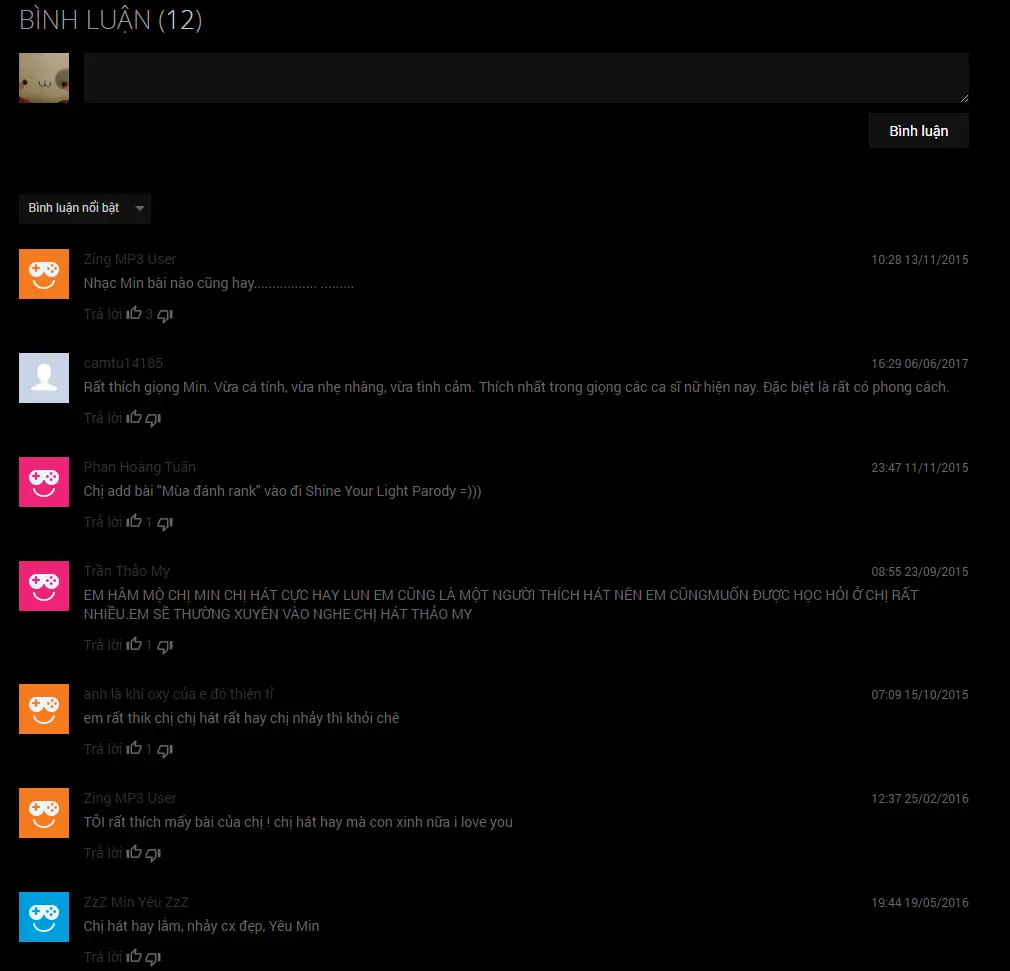 BÌNH LUẬN (12)
Bình luận
Bình luận nổi bật
Zing MP3 User
10:28 13/11/2015
Nhạc Min bài nào cũng hay................. .........
Trả lời 3
camtu14185
16:29 06/06/2017
Rất thích giọng Min. Vừa cá tính, vừa nhẹ nhàng, vừa tình cảm. Thích nhất trong giọng các ca sĩ nữ hiện nay. Đặc biệt là rất có phong cách.
Trả lời
Phan Hoàng Tuấn
23:47 11/11/2015
Chị add bài "Mùa đánh rank" vào đi Shine Your Light Parody =)))
Trả lời 1
Trần Thảo My
08:55 23/09/2015
EM HÂM MỘ CHỊ MIN CHỊ HÁT CỰC HAY LUN EM CŨNG LÀ MỘT NGƯỜI THÍCH HÁT NÊN EM CŨNGMUỐN ĐƯỢC HỌC HỎI Ở CHỊ RẤT
NHIỀU.EM SẼ THƯỜNG XUYÊN VÀO NGHE CHỊ HÁT THẢO MY
Trả lời 1
anh là khí oxy của e đó thiên tỉ
07:09 15/10/2015
em rất thik chị chị hát rất hay chị nhảy thì khỏi chê
Trả lời 1
Zing MP3 User
12:37 25/02/2016
TÔI rất thích mấy bài của chị ! chị hát hay mà con xinh nữa i love you
Trả lời
ZzZ Min Yêu ZzZ
19:44 19/05/2016
Chị hát hay lắm, nhảy cx đẹp, Yêu Min
Trả lời